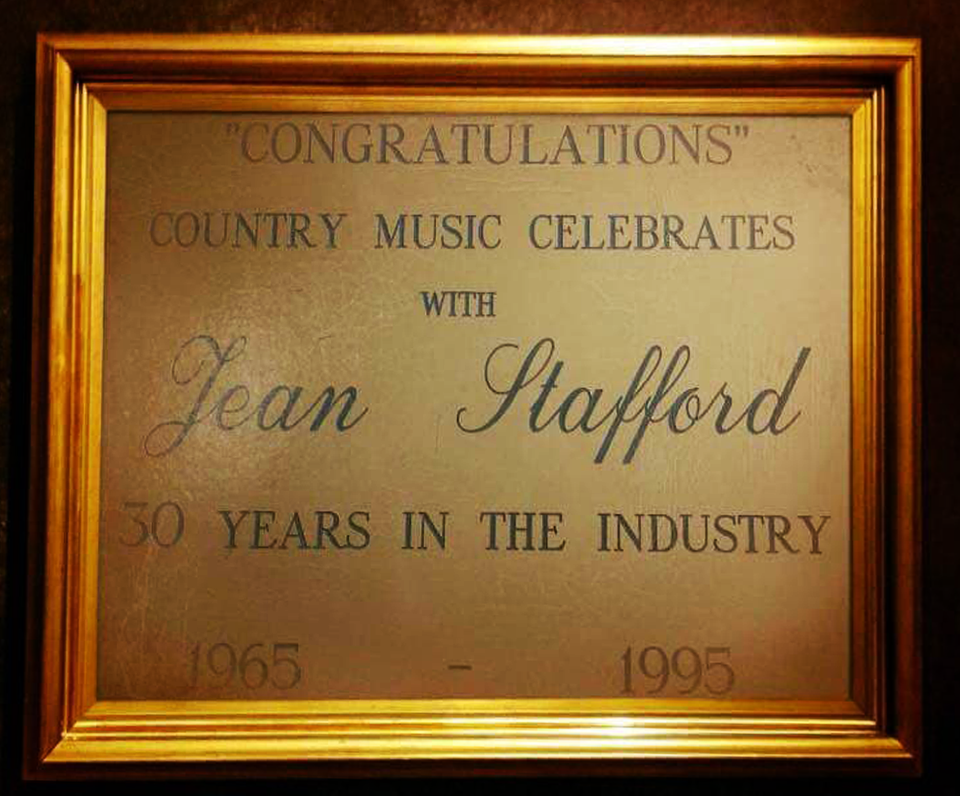 "CONGRATULATIONS"
COUNTRY MUSIC CELEBRATES
WITH
Jean Stafford
30 YEARS IN THE INDUSTRY
1965 - 1995